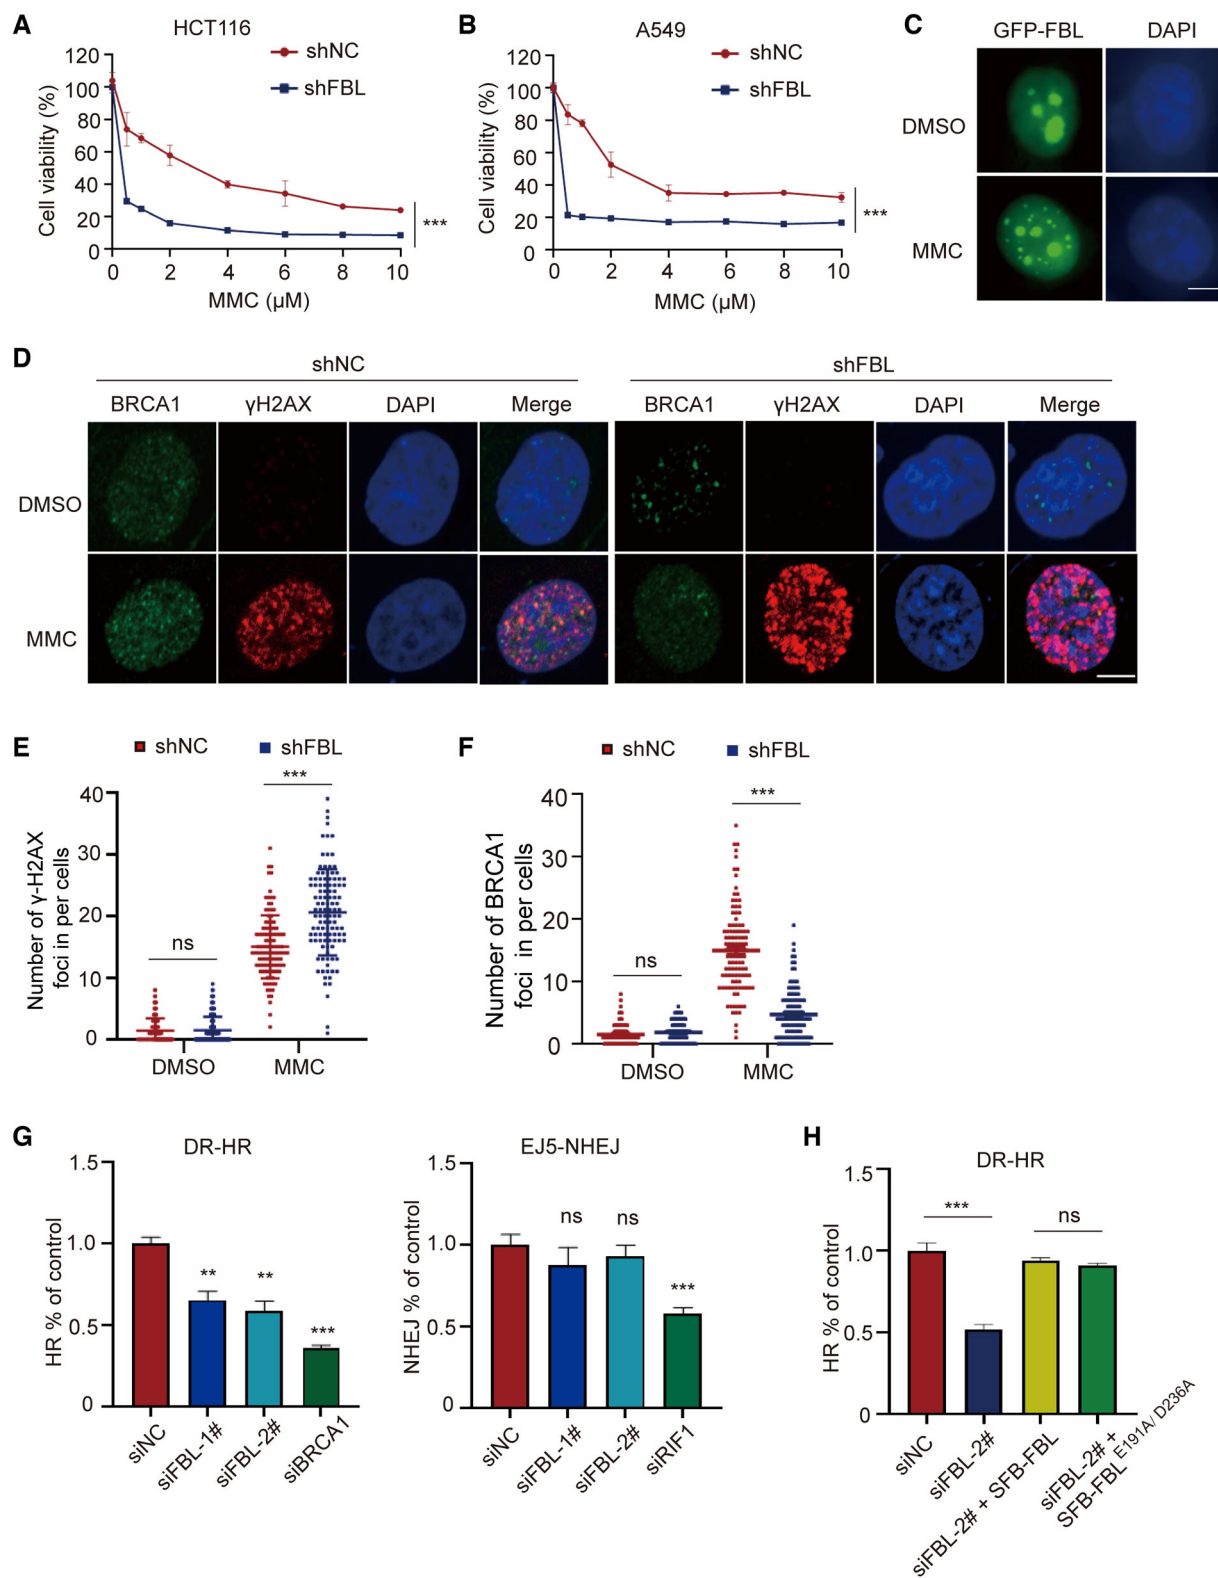 A
HCT116
shNC
shFBL
Cell viability (%)
120
100
80
60
40
20
0
0 2 4 6 8 10
MMC (µM)
***
B
A549
shNC
shFBL
Cell viability (%)
120
100
80
60
40
20
0
0 2 4 6 8 10
MMC (µM)
***
C
GFP-FBL DAPI
DMSO
MMC
D
shNC shFBL
BRCA1 γH2AX DAPI Merge BRCA1 γH2AX DAPI Merge
DMSO
MMC
E
shNC shFBL
Number of γ-H2AX
foci in per cells
40
30
20
10
0
ns
***
DMSO MMC
F
shNC shFBL
Number of BRCA1
foci in per cells
40
30
20
10
0
ns
***
DMSO MMC
G
DR-HR
HR % of control
1.5
1.0
0.5
0
** ** ***
siNC
siFBL-1#
siFBL-2#
siBRCA1
EJ5-NHEJ
NHEJ % of control
1.5
1.0
0.5
0
ns ns ***
siNC
siFBL-1#
siFBL-2#
siRIF1
H
DR-HR
HR % of control
1.5
1.0
0.5
0
*** ns
siNC
siFBL-2#
siFBL-2# + SFB-FBL
siFBL-2# +
SFB-FBL E191A/ D236A